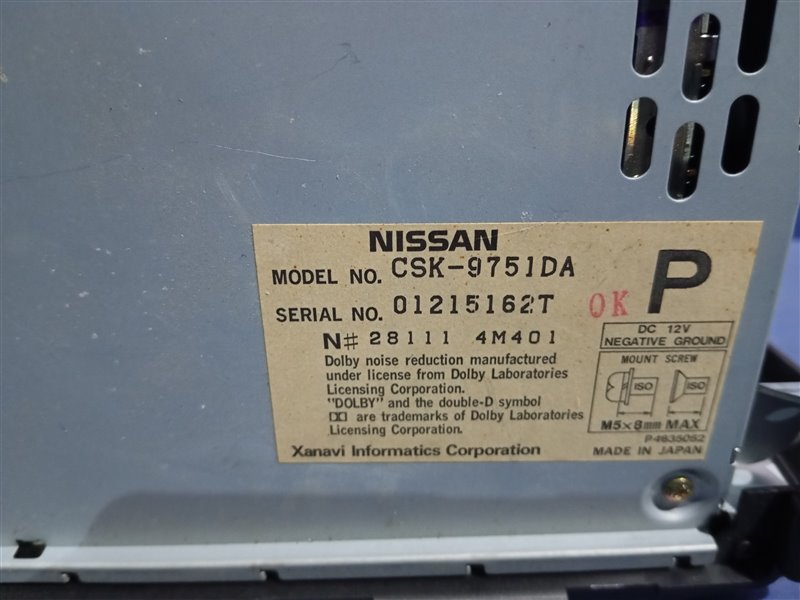 NISSAN
MODEL NO. CSK-9751DA
SERIAL NO. 01215162T
OK P
N# 28111 4M401
DC 12V
NEGATIVE GROUND
Dolby noise reduction manufactured
under license from Dolby Laboratories
Licensing Corporation.
"DOLBY" and the double-D symbol
are trademarks of Dolby Laboratories
Licensing Corporation.
MOUNT SCREW
ISO ISO
M5×8mm MAX
P4635052
Xanavi Informatics Corporation
MADE IN JAPAN